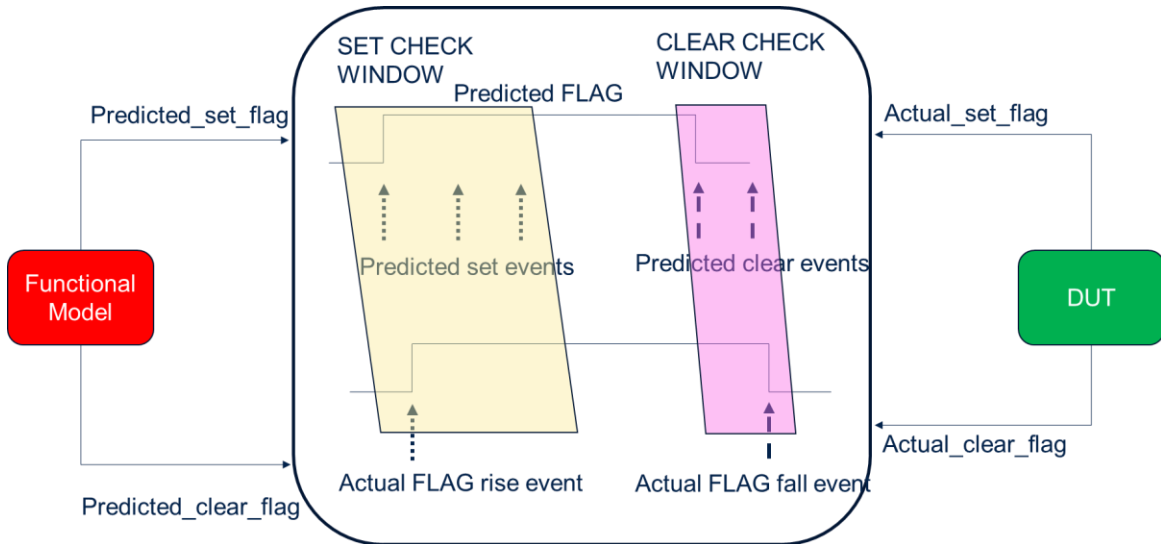 SET CHECK
WINDOW
CLEAR CHECK
WINDOW
Predicted FLAG
Predicted_set_flag
Actual_set_flag
Predicted set events
Predicted clear events
Functional
Model
DUT
Actual_clear_flag
Actual FLAG rise event
Actual FLAG fall event
Predicted_clear_flag